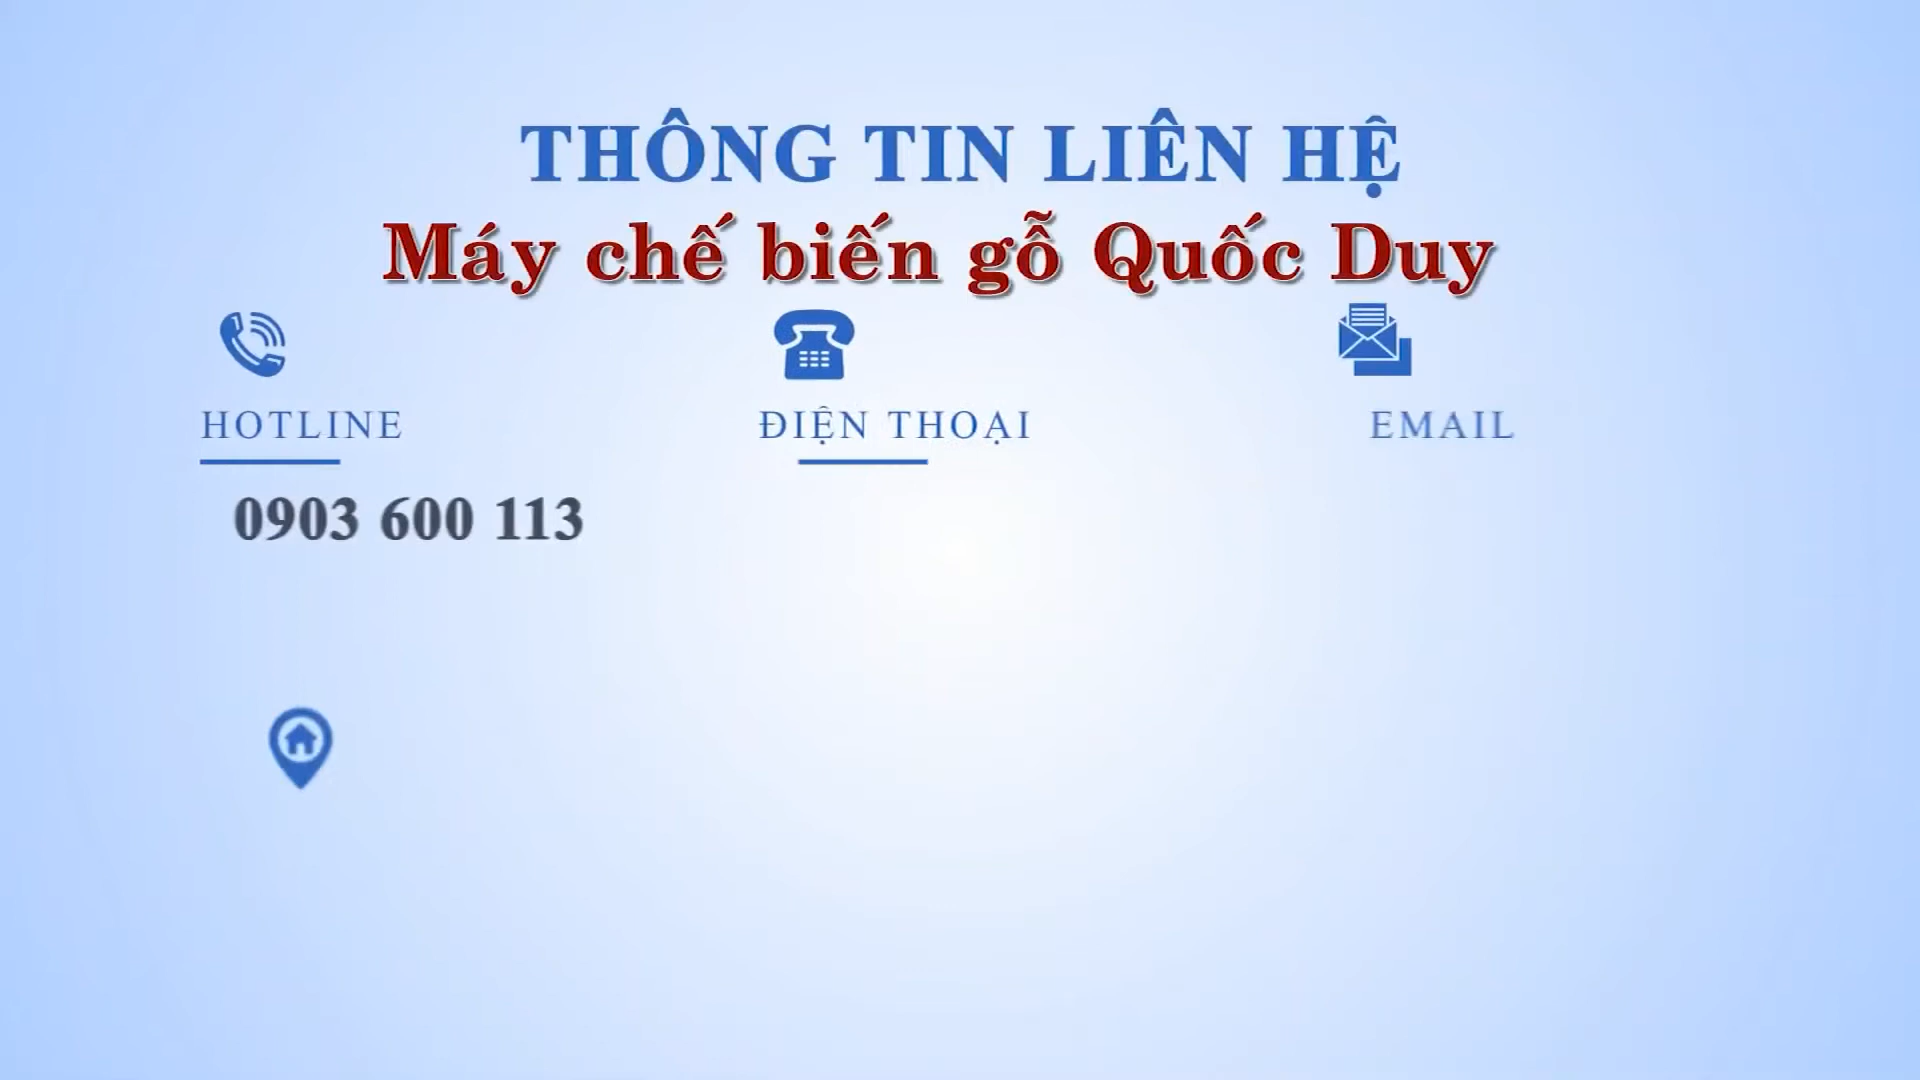 THÔNG TIN LIÊN HỆ
Máy chế biến gỗ Quốc Duy
HOTLINE
ĐIỆN THOẠI
EMAIL
0903 600 113